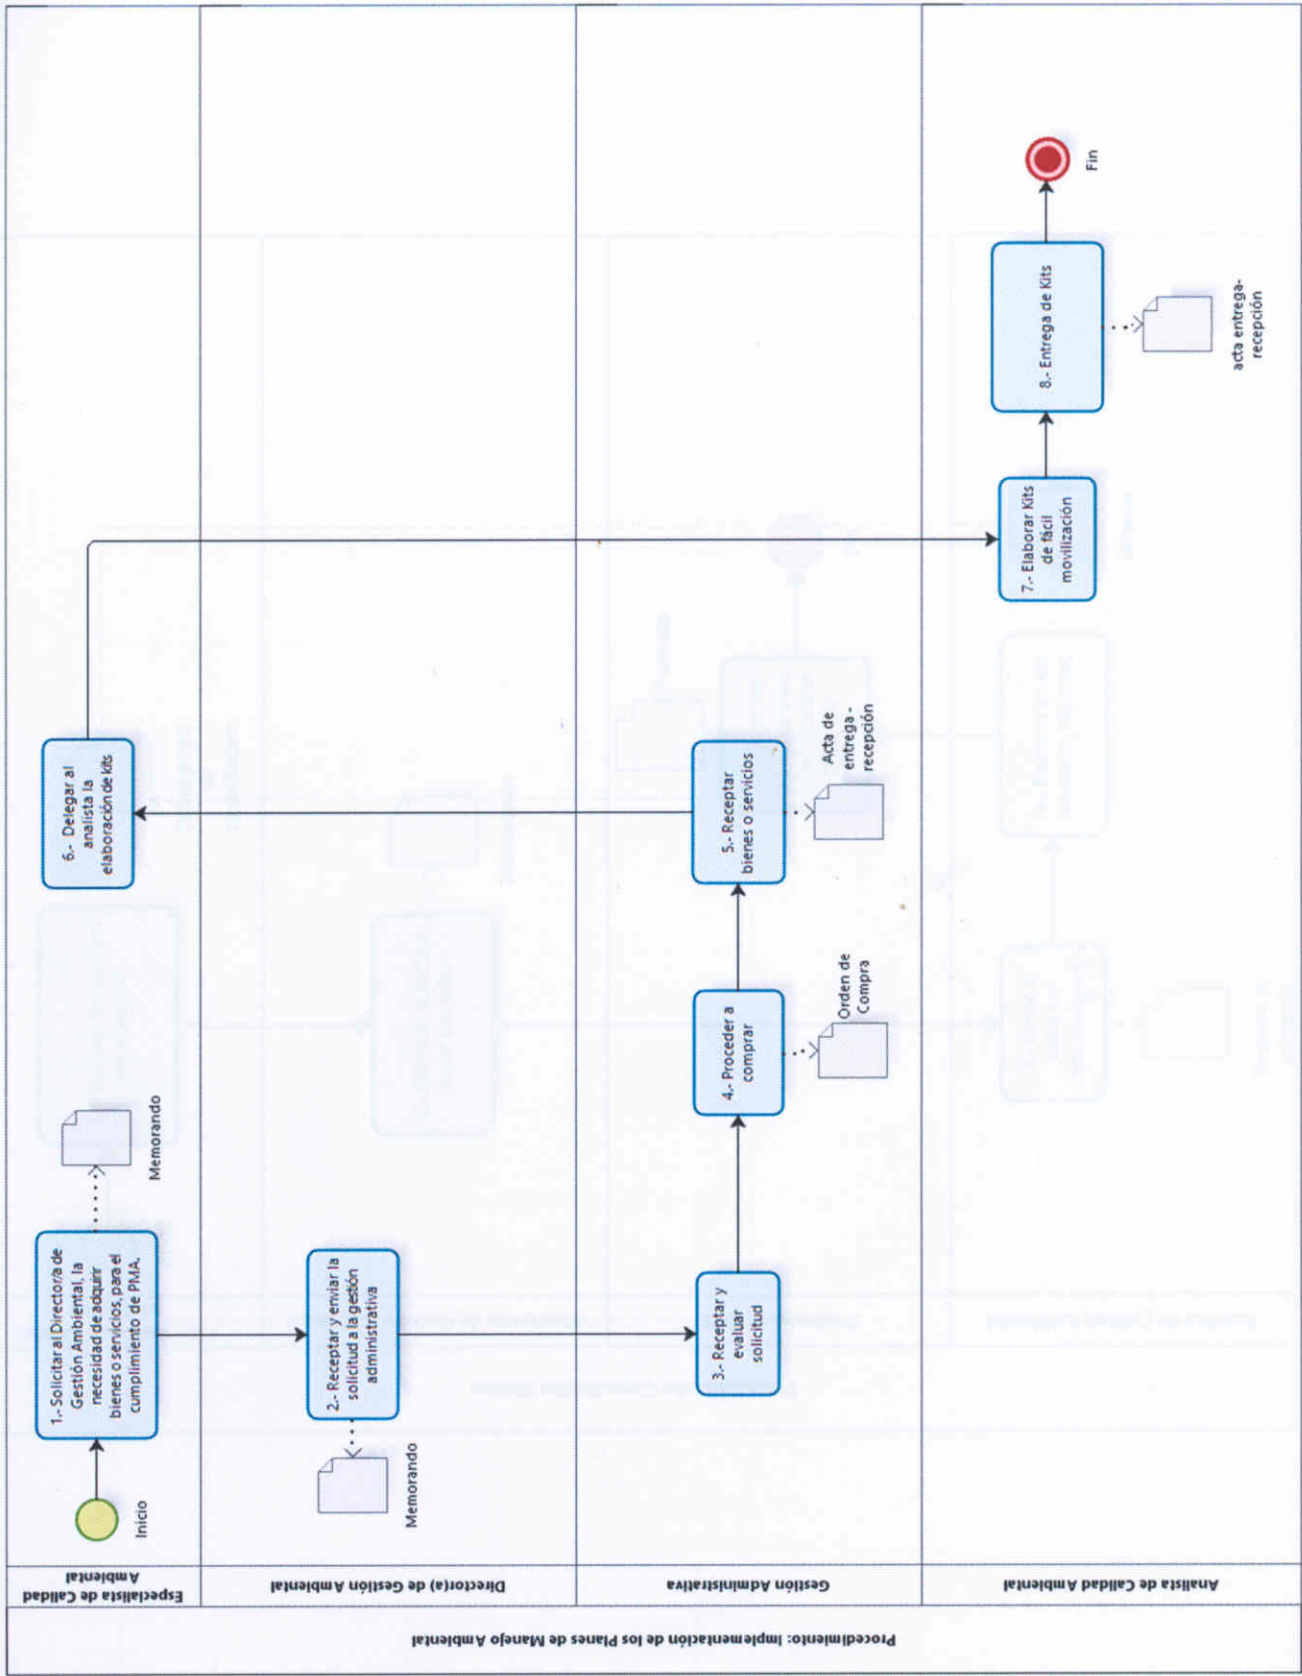 Procedimiento: Implementación de los Planes de Manejo Ambiental
Especialista de Calidad
Ambiental
Inicio
1.- Solicitar al Director/a de
Gestión Ambiental, la
necesidad de adquirir
bienes o servicios, para el
cumplimiento de PMA.
Memorando
6.- Delegar al
analista la
elaboración de kits
Director(a) de Gestión Ambiental
Memorando
2.- Receptar y enviar la
solicitud a la gestión
administrativa
Gestión Administrativa
3.- Receptar y
evaluar
solicitud
4.- Proceder a
comprar
Orden de
Compra
5.- Receptar
bienes o servicios
Acta de
entrega -
recepción
Analista de Calidad Ambiental
7.- Elaborar Kits
de fácil
movilización
8.- Entrega de Kits
acta entrega-
recepción
Fin